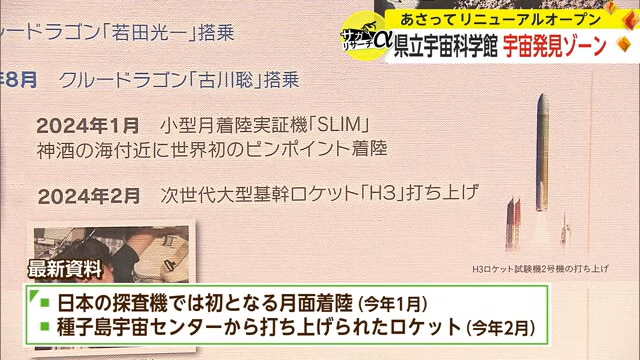 あさってリニューアルオープン
サガリサーチα
県立宇宙科学館 宇宙発見ゾーン
ルードラゴン「若田光一」搭乗
年8月 クルードラゴン「古川聡」搭乗
2024年1月 小型月着陸実証機「SLIM」
神酒の海付近に世界初のピンポイント着陸
2024年2月 次世代大型基幹ロケット「H3」打ち上げ
H3ロケット試験機2号機の打ち上げ
最新資料
日本の探査機では初となる月面着陸(今年1月)
種子島宇宙センターから打ち上げられたロケット(今年2月)